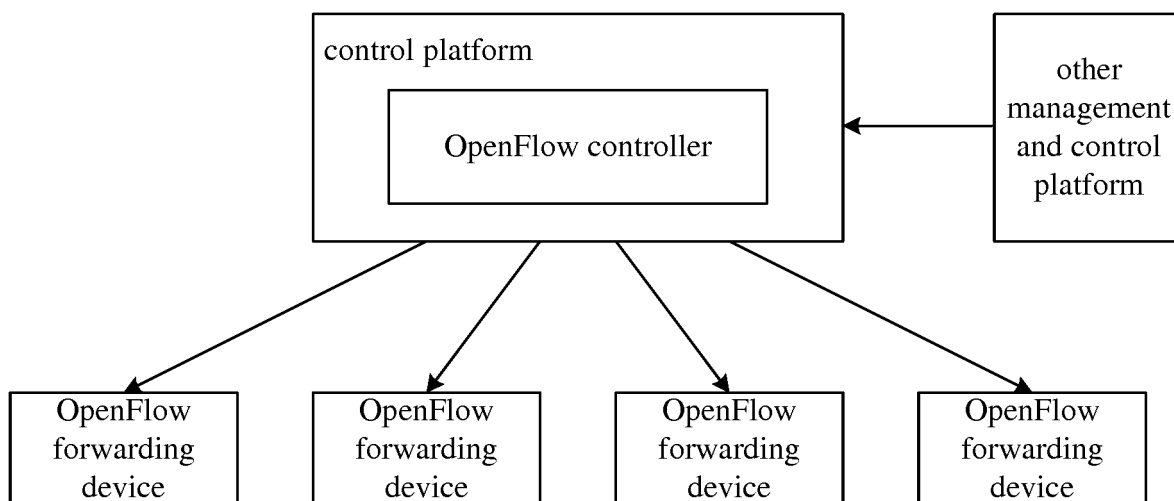 control platform
OpenFlow controller
other
management
and control
platform
OpenFlow
forwarding
device
OpenFlow
forwarding
device
OpenFlow
forwarding
device
OpenFlow
forwarding
device